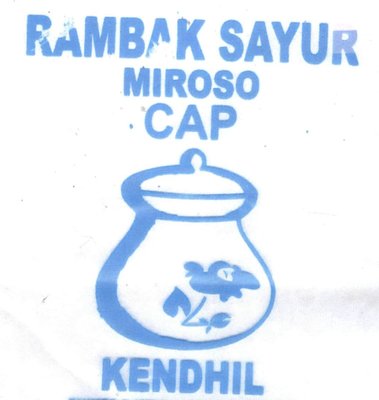 RAMBAK SAYUR
MIROSO
CAP
KENDHIL